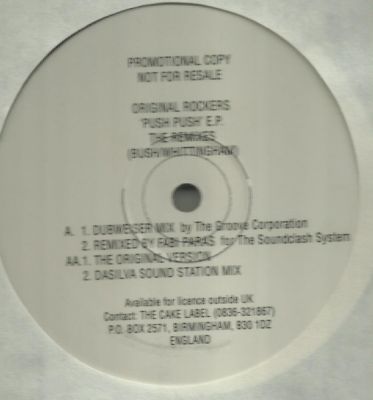 PROMOTIONAL COPY
NOT FOR RESALE
ORIGINAL ROCKERS
'PUSH PUSH' E.P.
THE REMIXES
(BUSH/WHITTINGHAM)
A. 1. DUBWEISER MIX by The Groove Corporation
2. REMIXED BY FABI PARAS for The Soundclash System
AA.1. THE ORIGINAL VERSION
2. DASILVA SOUND STATION MIX
Available for licence outside UK
Contact: THE CAKE LABEL (0836-321867)
P.O. BOX 2571, BIRMINGHAM, B30 1DZ
ENGLAND